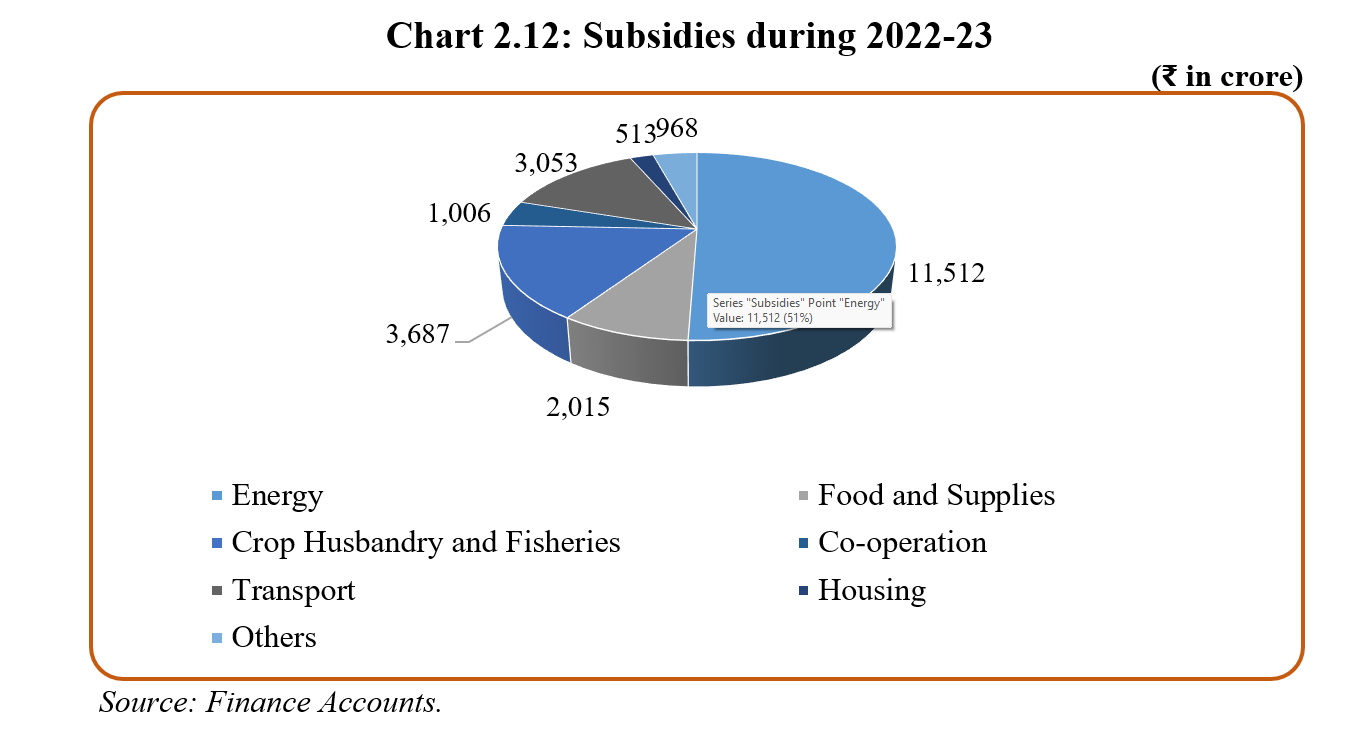 Chart 2.12: Subsidies during 2022-23
(₹ in crore)
513
968
3,053
1,006
11,512
Series "Subsidies" Point "Energy"
Value: 11,512 (51%)
3,687
2,015
Energy
Food and Supplies
Crop Husbandry and Fisheries
Co-operation
Transport
Housing
Others
Source: Finance Accounts.